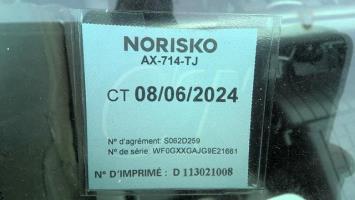 NORISKO
AX-714-TJ
CT 08/06/2024
N° d'agrément: S062D259
N° de série: WF0GXXGAJG9E21661
N° D'IMPRIMÉ : D 113021008